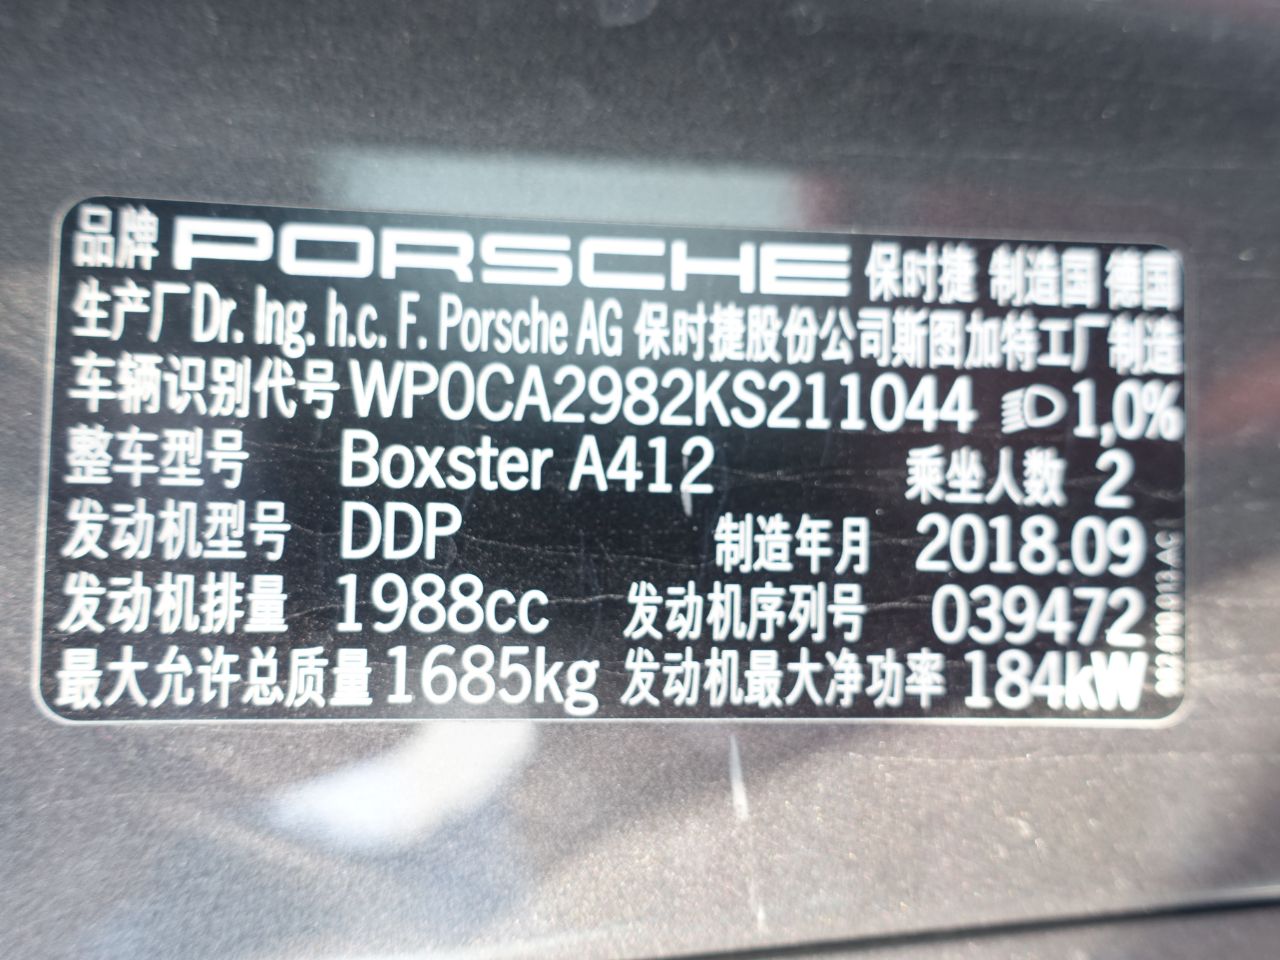 品牌 PORSCHE 保时捷 制造国 德国
生产厂 Dr. Ing. h.c. F. Porsche AG 保时捷股份公司斯图加特工厂制造
车辆识别代号 WP0CA2982KS211044 1,0%
整车型号 Boxster A412 乘坐人数 2
发动机型号 DDP 制造年月 2018.09
发动机排量 1988cc 发动机序列号 039472
最大允许总质量 1685kg 发动机最大净功率 184kW